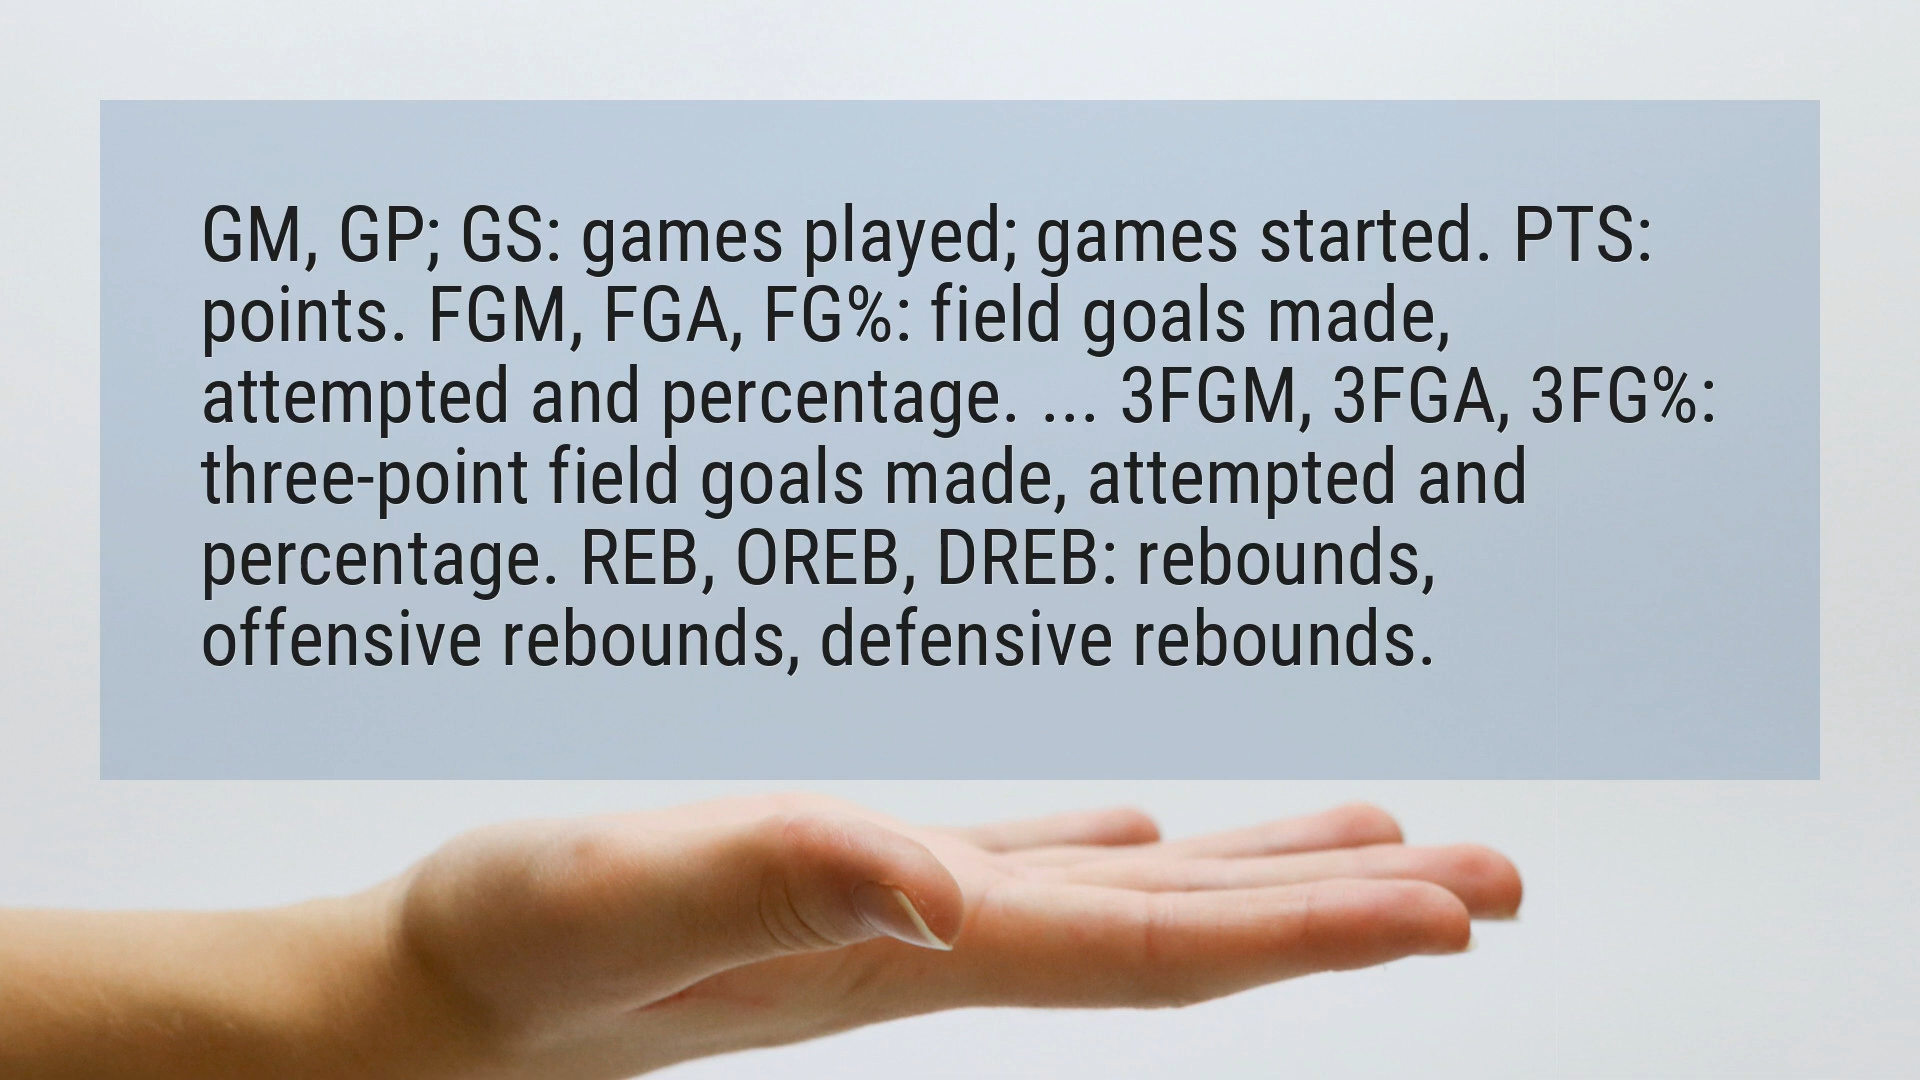 GM, GP; GS: games played; games started. PTS:
points. FGM, FGA, FG%: field goals made,
attempted and percentage. ... 3FGM, 3FGA, 3FG%:
three-point field goals made, attempted and
percentage. REB, OREB, DREB: rebounds,
offensive rebounds, defensive rebounds.